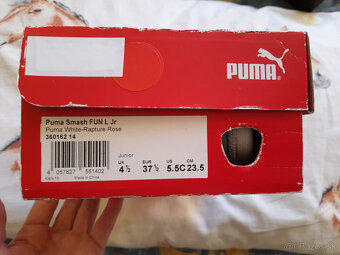 PUMA
Puma Smash FUN L Jr
Puma White-Rapture Rose
360162 14
Junior
UK EUR US CM
4½ 37½ 5.5C 23.5
4 057827 551402
Made in China